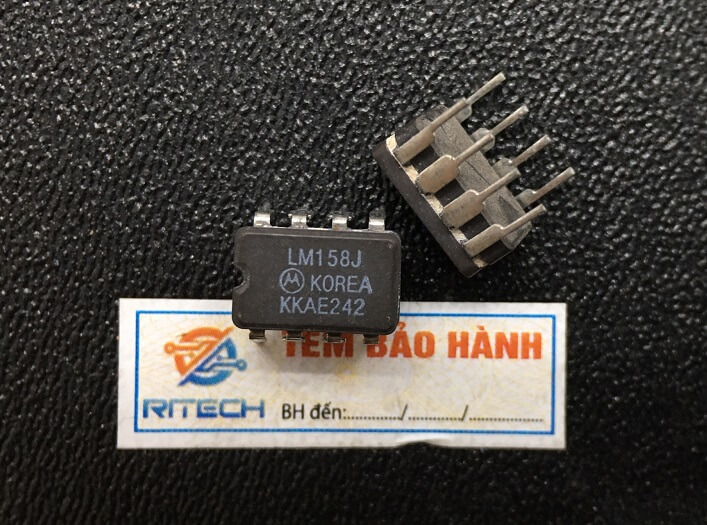 LM158J
KOREA
KKAE242
TEM BẢO HÀNH
RITECH
BH đến:............/............/................